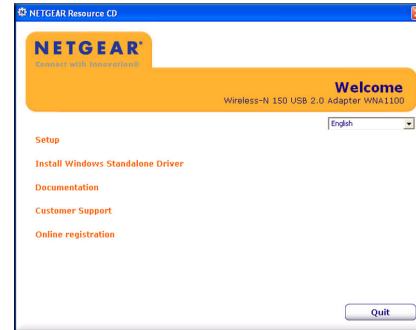 NETGEAR Resource CD
NETGEAR®
Connect with Innovation®
Welcome
Wireless-N 150 USB 2.0 Adapter WNA1100
English
Setup
Install Windows Standalone Driver
Documentation
Customer Support
Online registration
Quit